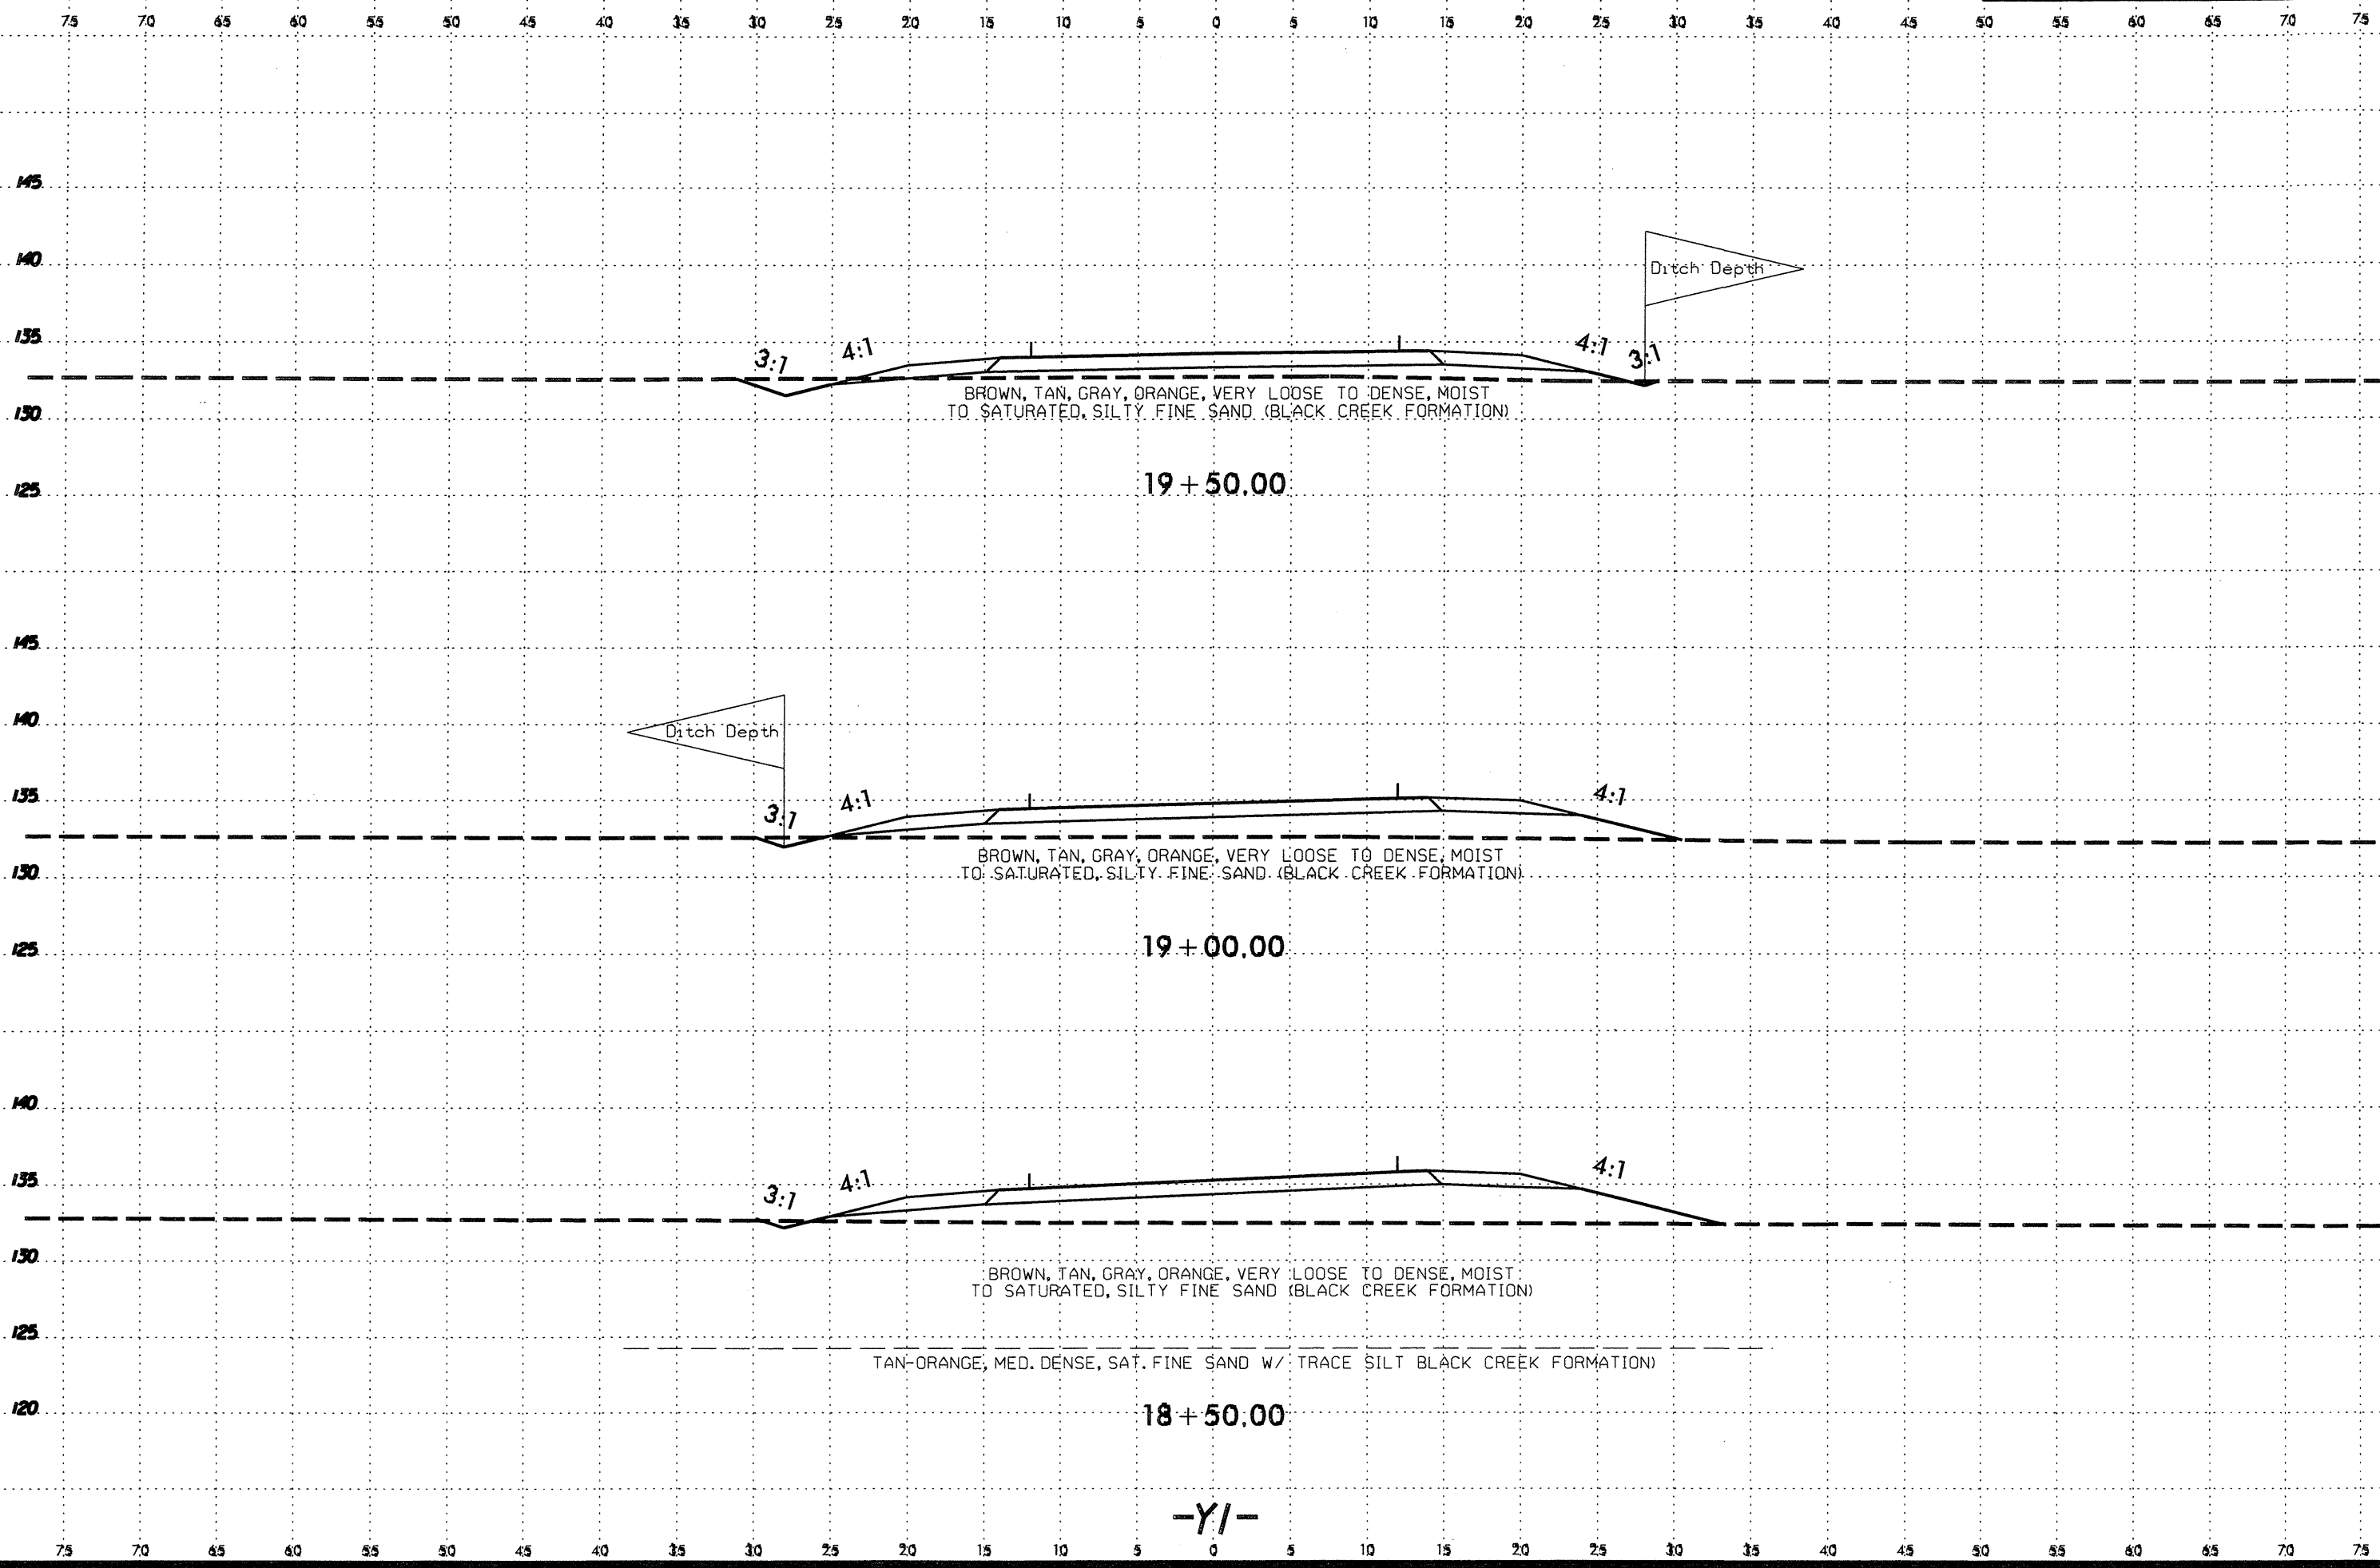 75 70 65 60 55 50 45 40 35 30 25 20 15 10 5 0 5 10 15 20 25 30 35 40 45 50 55 60 65 70 75
145
140
Ditch Depth
135
3:1 4:1 4:1 3:1
BROWN, TAN, GRAY, ORANGE, VERY LOOSE TO DENSE, MOIST
130 TO SATURATED, SILTY FINE SAND (BLACK CREEK FORMATION)
125 19+50.00
145
140
Ditch Depth
135 4:1 4:1
3:1
BROWN, TAN, GRAY, ORANGE, VERY LOOSE TO DENSE, MOIST
130 TO SATURATED, SILTY FINE SAND (BLACK CREEK FORMATION)
125 19+00.00
140
135 3:1 4:1 4:1
130
BROWN, TAN, GRAY, ORANGE, VERY LOOSE TO DENSE, MOIST
TO SATURATED, SILTY FINE SAND (BLACK CREEK FORMATION)
125
TAN-ORANGE, MED. DENSE, SAT. FINE SAND W/ TRACE SILT BLACK CREEK FORMATION)
120 18+50.00
-Y1-
75 70 65 60 55 50 45 40 35 30 25 20 15 10 5 0 5 10 15 20 25 30 35 40 45 50 55 60 65 70 75